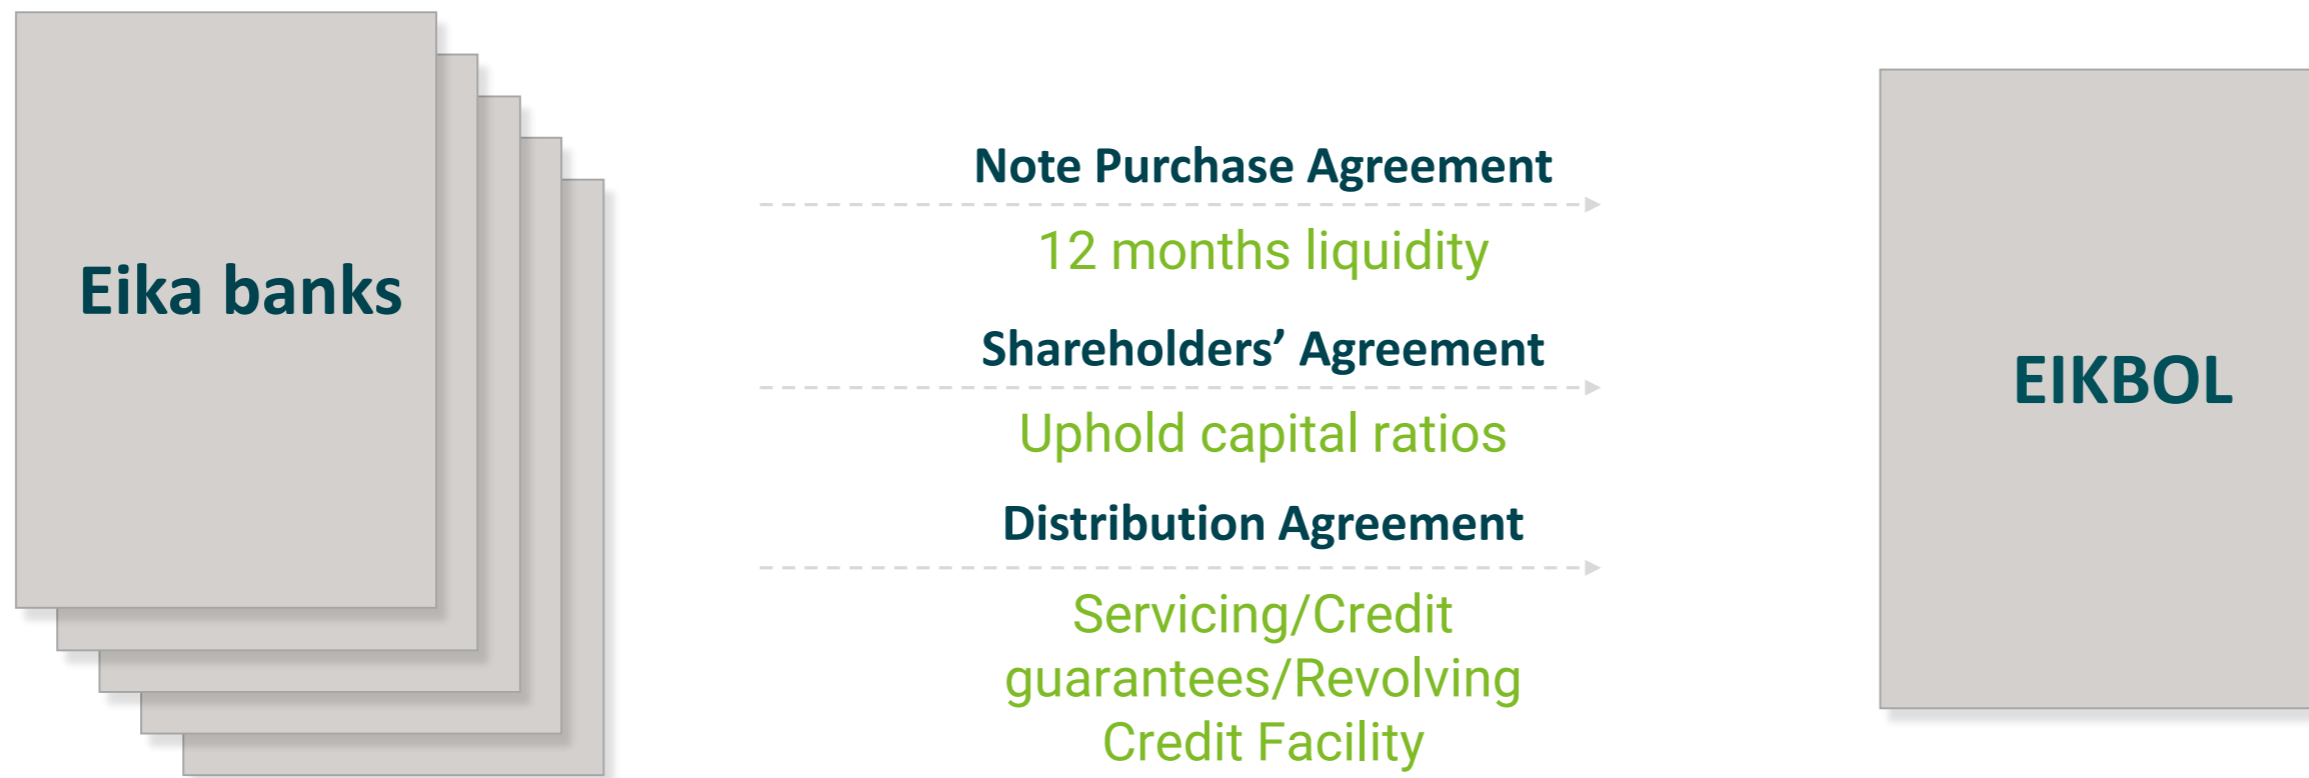 Eika banks
Note Purchase Agreement
12 months liquidity
Shareholders’ Agreement
Uphold capital ratios
Distribution Agreement
Servicing/Credit
guarantees/Revolving
Credit Facility
EIKBOL